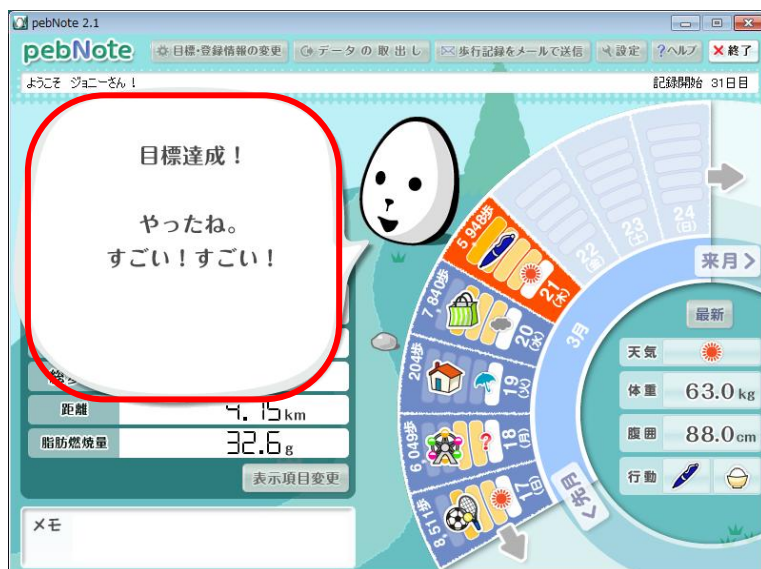 pebNote 2.1
pebNote 目標・登録情報の変更 データの取出し 歩行記録をメールで送信 設定 ?ヘルプ ×終了
ようこそ ジョニーさん! 記録開始 31日目
目標達成！
やったね。
すごい！すごい！
距離 4.15km
脂肪燃焼量 32.6g
表示項目変更
メモ
24(日)
23(土)
22(金)
5,948歩 21(木)
7,840歩 20(水)
204歩 19(火)
6,049歩 ? 18(月)
8,511歩 17(日)
3月
来月>
<先月
最新
天気
体重 63.0kg
腹囲 88.0cm
行動